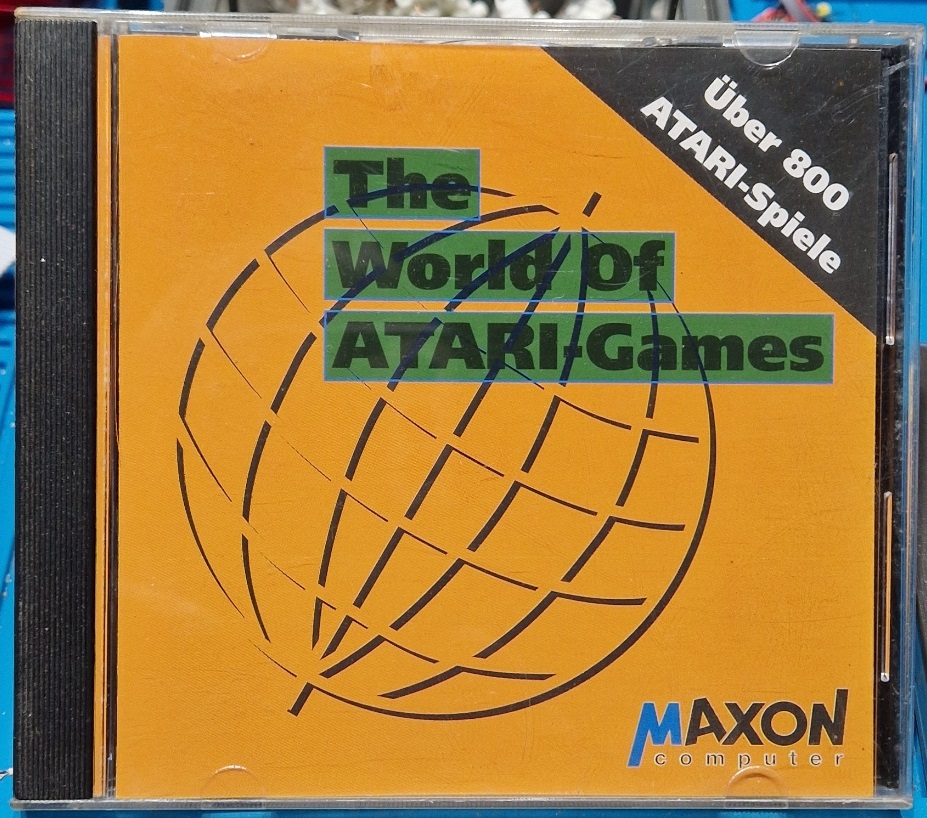 Über 800
ATARI-Spiele
The
World Of
ATARI-Games
MAXON
computer